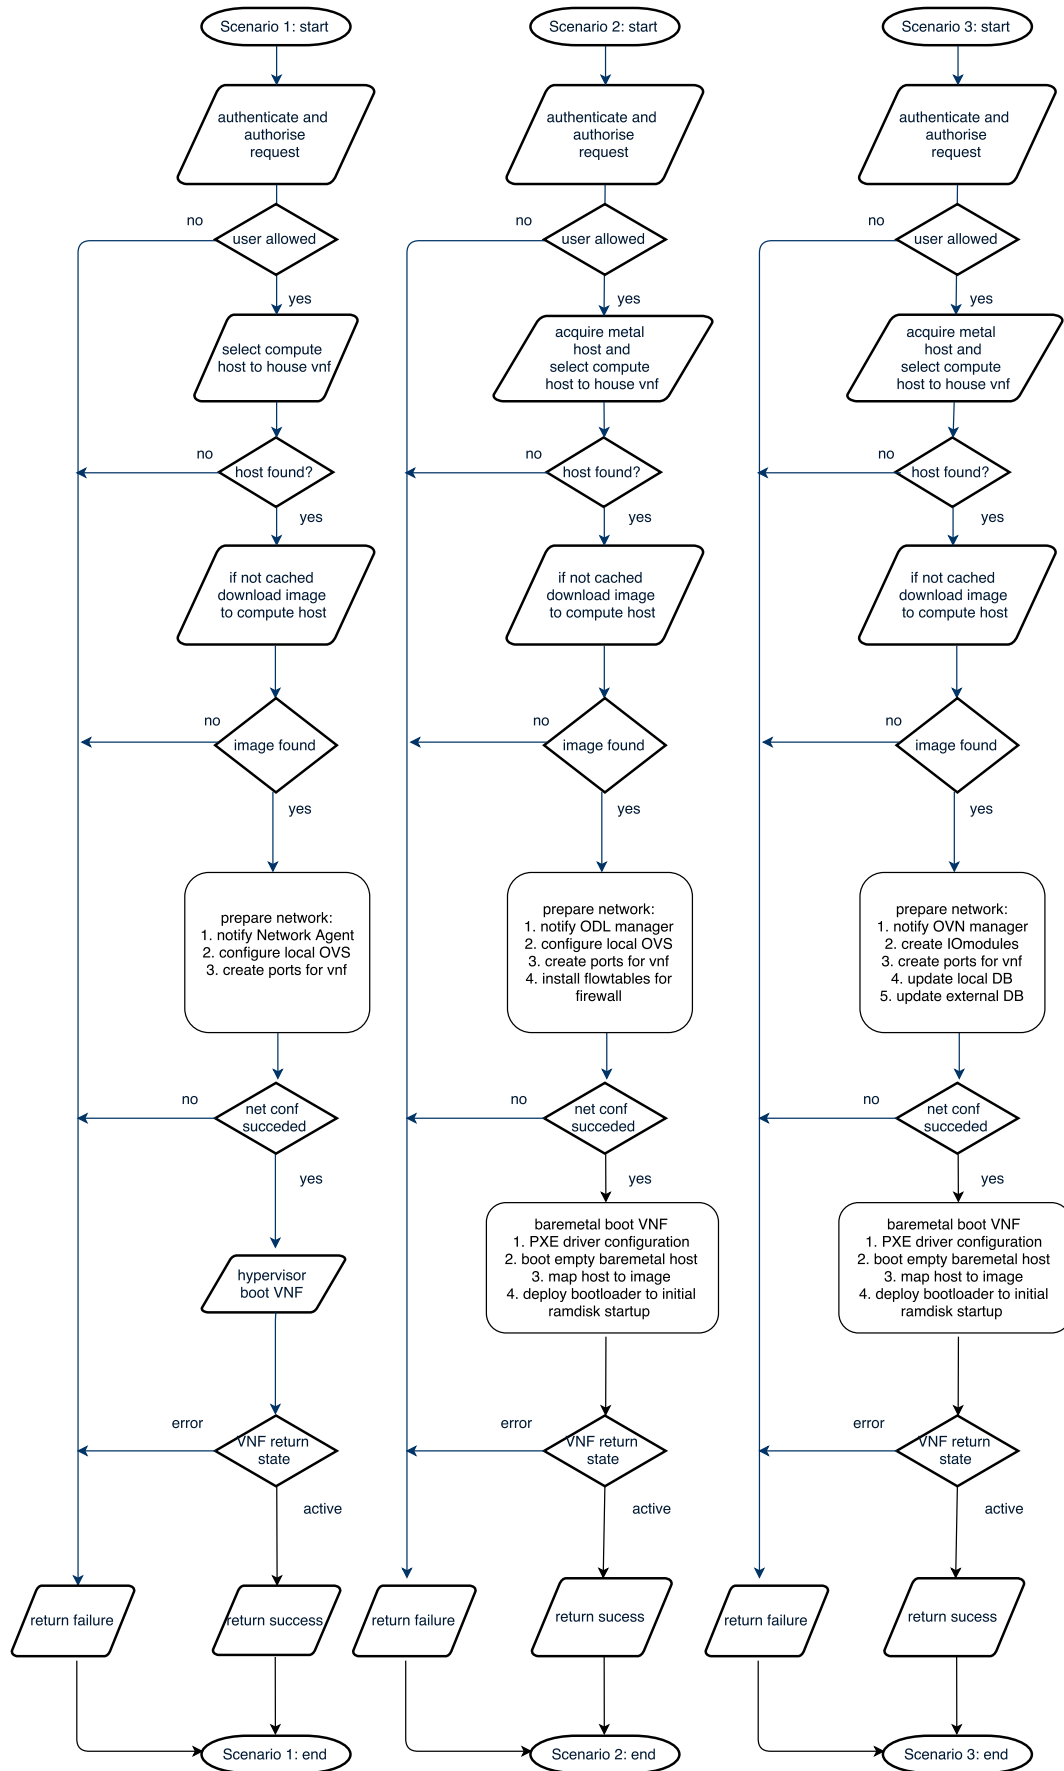 Scenario 1: start
authenticate and
authorise
request
no
user allowed
yes
select compute
host to house vnf
no
host found?
yes
if not cached
download image
to compute host
no
image found
yes
prepare network:
1. notify Network Agent
2. configure local OVS
3. create ports for vnf
no
net conf
succeded
yes
hypervisor
boot VNF
error
VNF return
state
active
return failure
return success
Scenario 1: end
Scenario 2: start
authenticate and
authorise
request
no
user allowed
yes
acquire metal
host and
select compute
host to house vnf
no
host found?
yes
if not cached
download image
to compute host
no
image found
yes
prepare network:
1. notify ODL manager
2. configure local OVS
3. create ports for vnf
4. install flowtables for
firewall
no
net conf
succeded
yes
baremetal boot VNF
1. PXE driver configuration
2. boot empty baremetal host
3. map host to image
4. deploy bootloader to initial
ramdisk startup
error
VNF return
state
active
return failure
return sucess
Scenario 2: end
Scenario 3: start
authenticate and
authorise
request
no
user allowed
yes
acquire metal
host and
select compute
host to house vnf
no
host found?
yes
if not cached
download image
to compute host
no
image found
yes
prepare network:
1. notify OVN manager
2. create IOmodules
3. create ports for vnf
4. update local DB
5. update external DB
no
net conf
succeded
yes
baremetal boot VNF
1. PXE driver configuration
2. boot empty baremetal host
3. map host to image
4. deploy bootloader to initial
ramdisk startup
error
VNF return
state
active
return failure
return sucess
Scenario 3: end